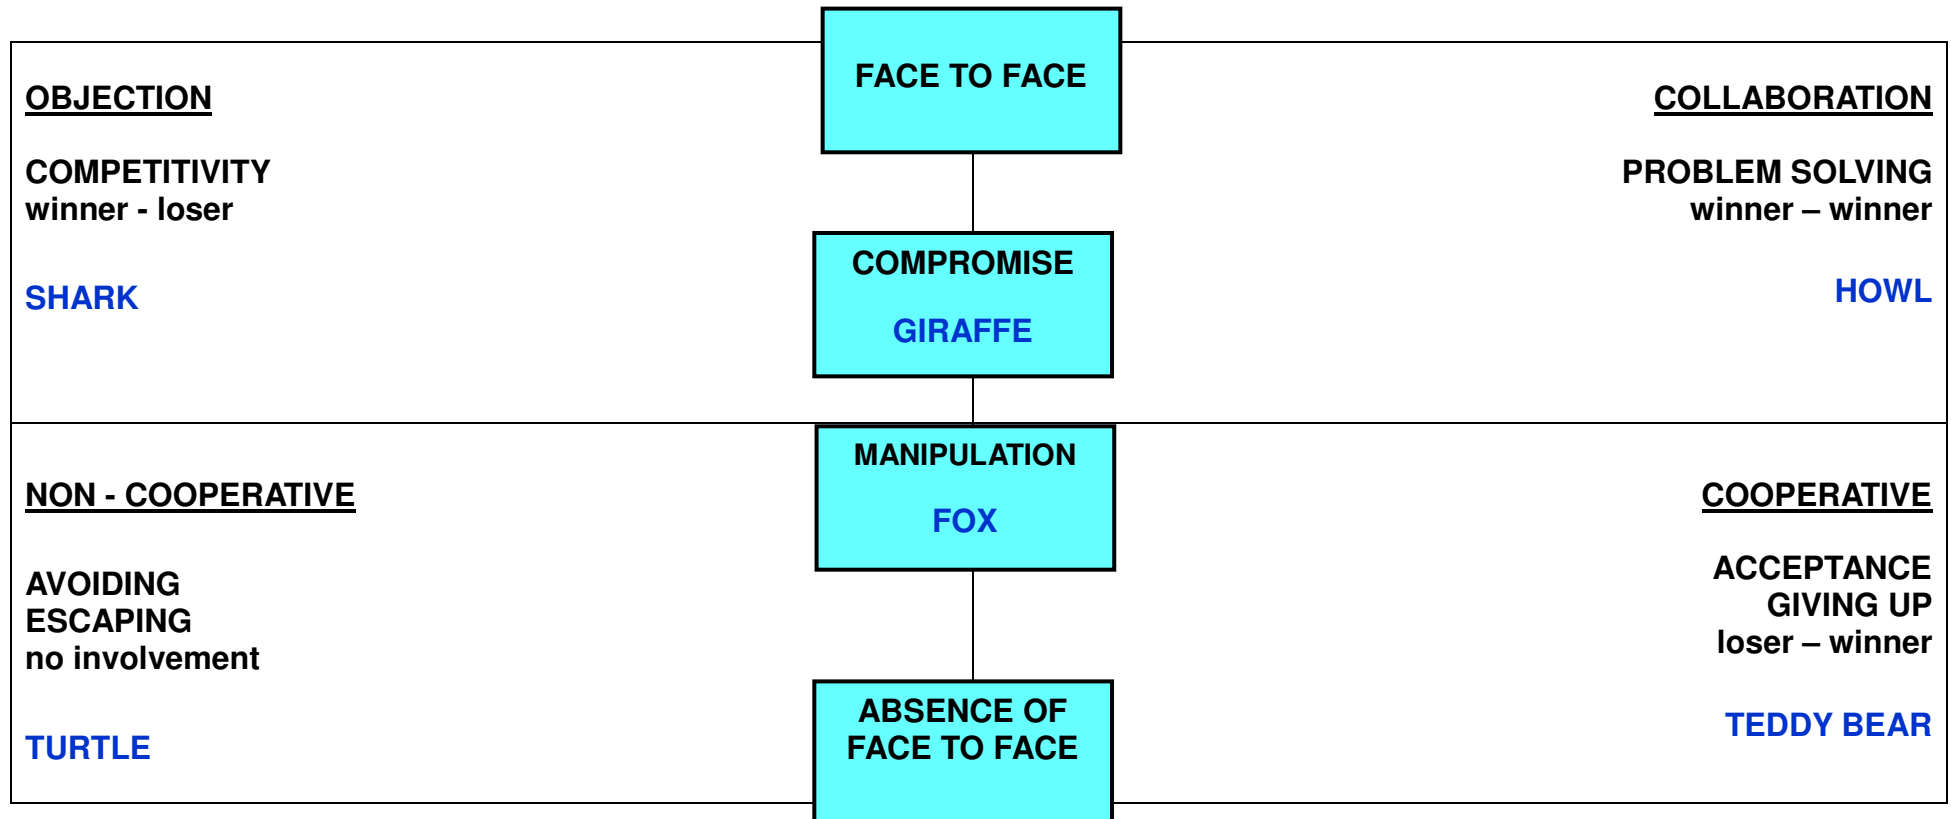 FACE TO FACE
OBJECTION
COMPETITIVITY
winner - loser
SHARK
COLLABORATION
PROBLEM SOLVING
winner – winner
HOWL
COMPROMISE
GIRAFFE
MANIPULATION
FOX
NON - COOPERATIVE
AVOIDING
ESCAPING
no involvement
TURTLE
COOPERATIVE
ACCEPTANCE
GIVING UP
loser – winner
TEDDY BEAR
ABSENCE OF
FACE TO FACE